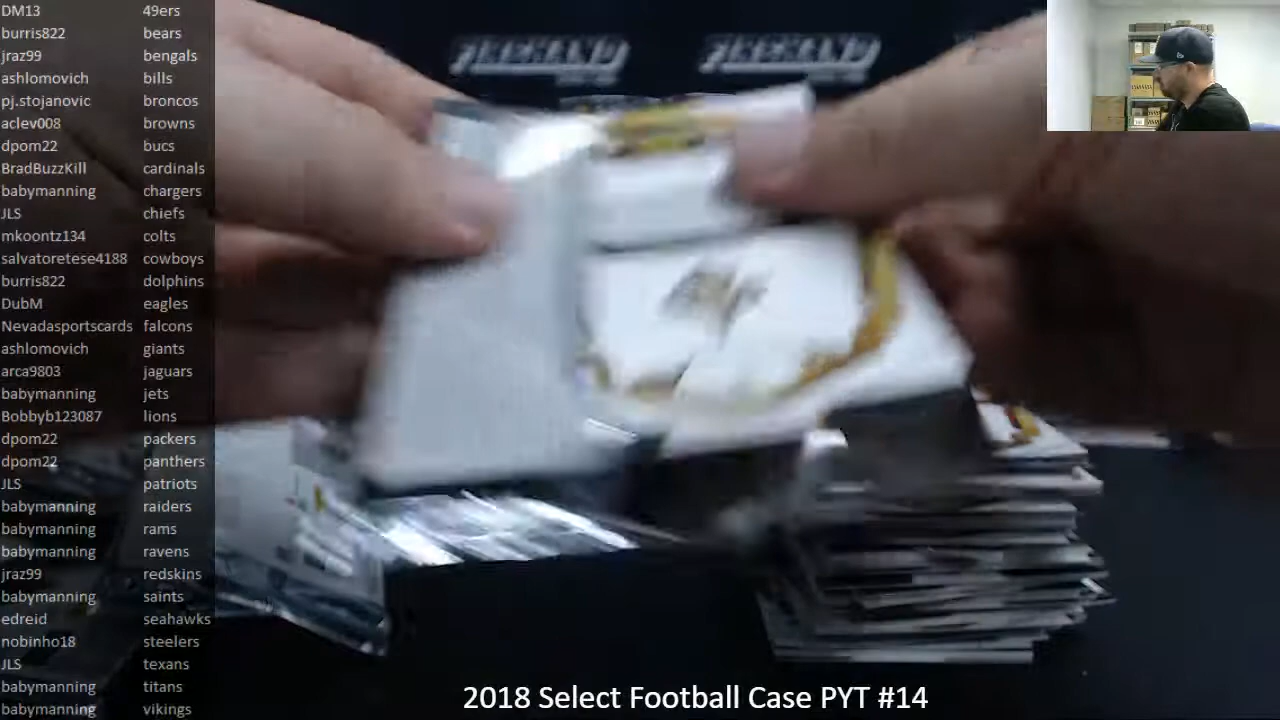 DM13 49ers
burris822 bears
jraz99 bengals
ashlomovich bills
pj.stojanovic broncos
aclev008 browns
dpom22 bucs
BradBuzzKill cardinals
babymanning chargers
JLS chiefs
mkoontz134 colts
salvatoretese4188 cowboys
burris822 dolphins
DubM eagles
Nevadasportscards falcons
ashlomovich giants
arca9803 jaguars
babymanning jets
Bobbyb123087 lions
dpom22 packers
dpom22 panthers
JLS patriots
babymanning raiders
babymanning rams
babymanning ravens
jraz99 redskins
babymanning saints
edreid seahawks
nobinho18 steelers
JLS texans
babymanning titans
babymanning vikings
2018 Select Football Case PYT #14